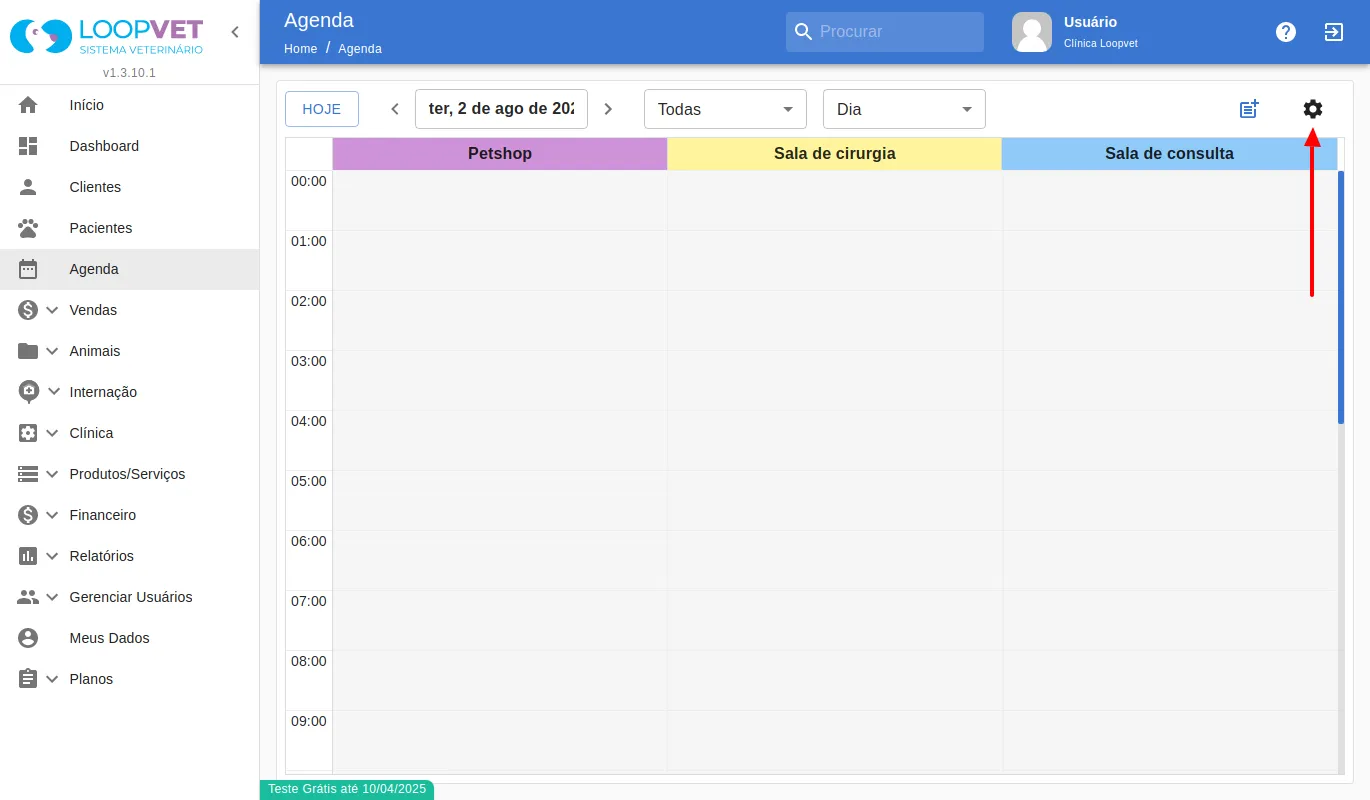 LOOPVET
SISTEMA VETERINÁRIO
v1.3.10.1
Início
Dashboard
Clientes
Pacientes
Agenda
Vendas
Animais
Internação
Clínica
Produtos/Serviços
Financeiro
Relatórios
Gerenciar Usuários
Meus Dados
Planos
Agenda
Home / Agenda
Procurar
Usuário
Clínica Loopvet
HOJE
ter, 2 de ago de
Todas
Dia
Petshop
Sala de cirurgia
Sala de consulta
00:00
01:00
02:00
03:00
04:00
05:00
06:00
07:00
08:00
09:00
Teste Grátis até 10/04/2025